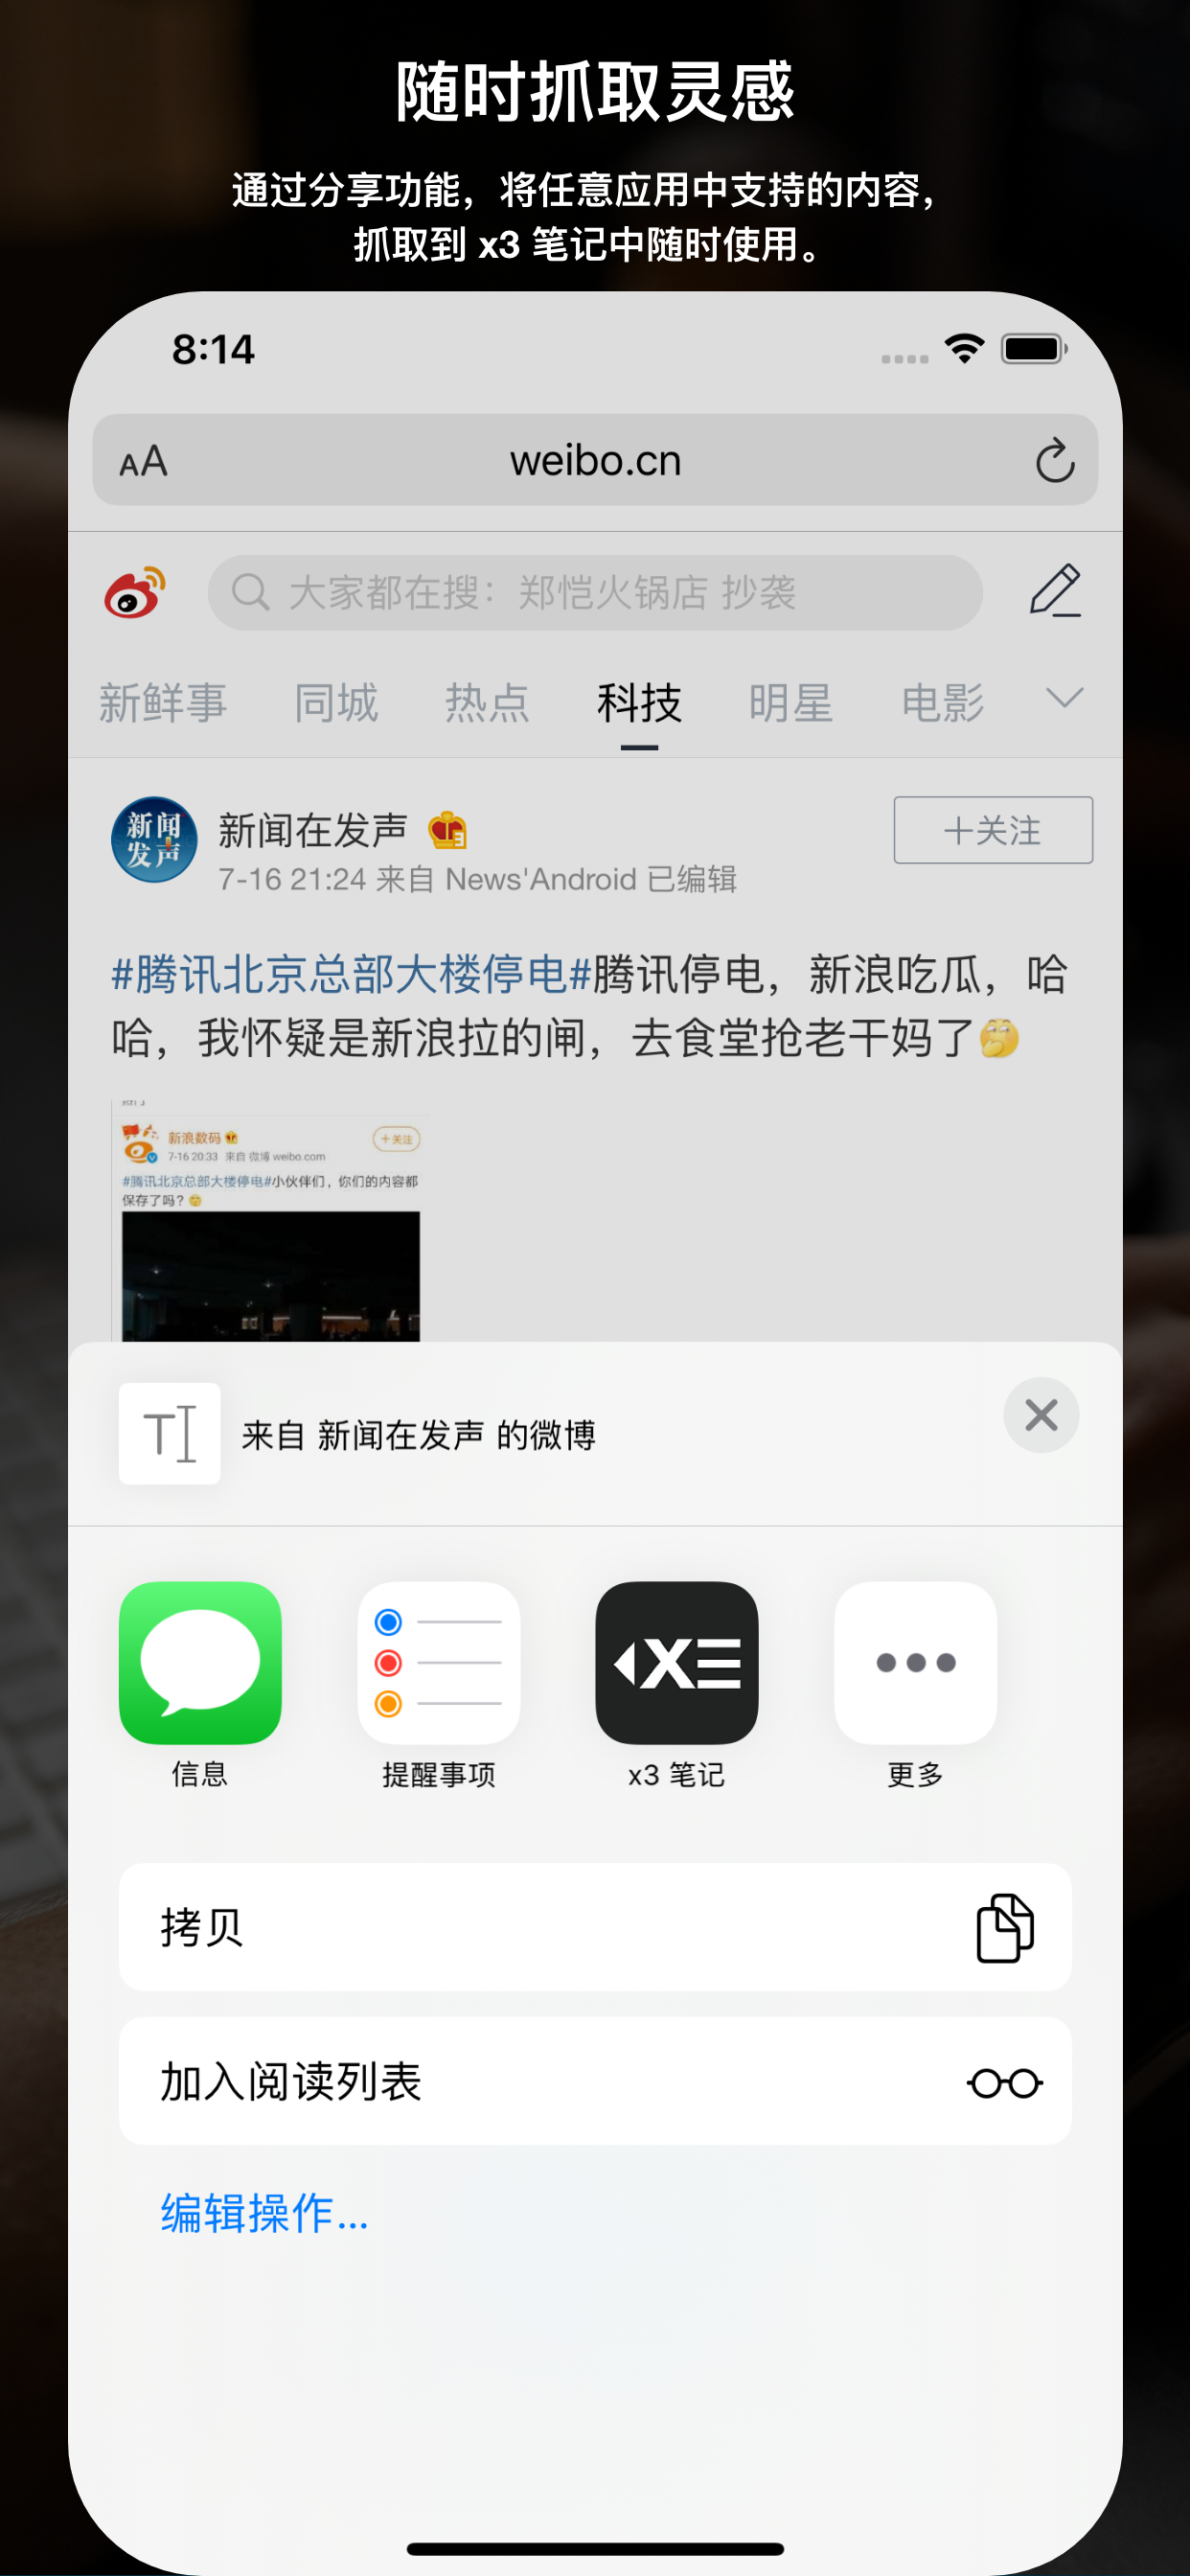 随时抓取灵感
通过分享功能，将任意应用中支持的内容，
抓取到 x3 笔记中随时使用。
8:14
AA
weibo.cn
大家都在搜：郑恺火锅店 抄袭
新鲜事 同城 热点 科技 明星 电影
新闻
发声
新闻在发声
＋关注
7-16 21:24 来自 News'Android 已编辑
#腾讯北京总部大楼停电#腾讯停电，新浪吃瓜，哈
哈，我怀疑是新浪拉的闸，去食堂抢老干妈了
新浪数码
＋关注
7-16 20:33 来自 微博 weibo.com
#腾讯北京总部大楼停电#小伙伴们，你们的内容都
保存了吗？
来自 新闻在发声 的微博
信息 提醒事项 x3 笔记 更多
拷贝
加入阅读列表
编辑操作...